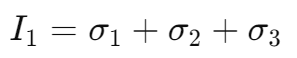 I₁ = σ₁ + σ₂ + σ₃